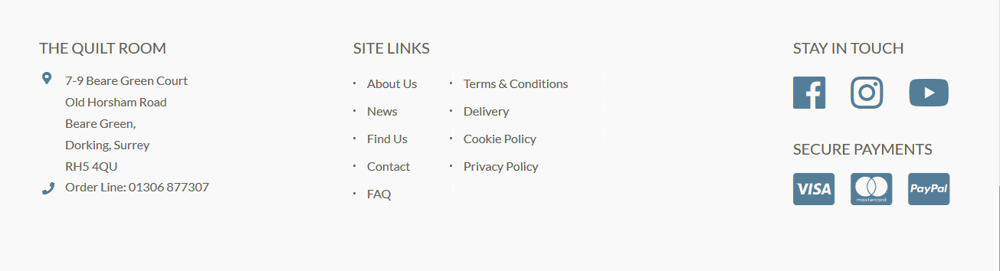 THE QUILT ROOM
7-9 Beare Green Court
Old Horsham Road
Beare Green,
Dorking, Surrey
RH5 4QU
Order Line: 01306 877307
SITE LINKS
· About Us
· News
· Find Us
· Contact
· FAQ
· Terms & Conditions
· Delivery
· Cookie Policy
· Privacy Policy
STAY IN TOUCH
SECURE PAYMENTS
VISA
mastercard
PayPal